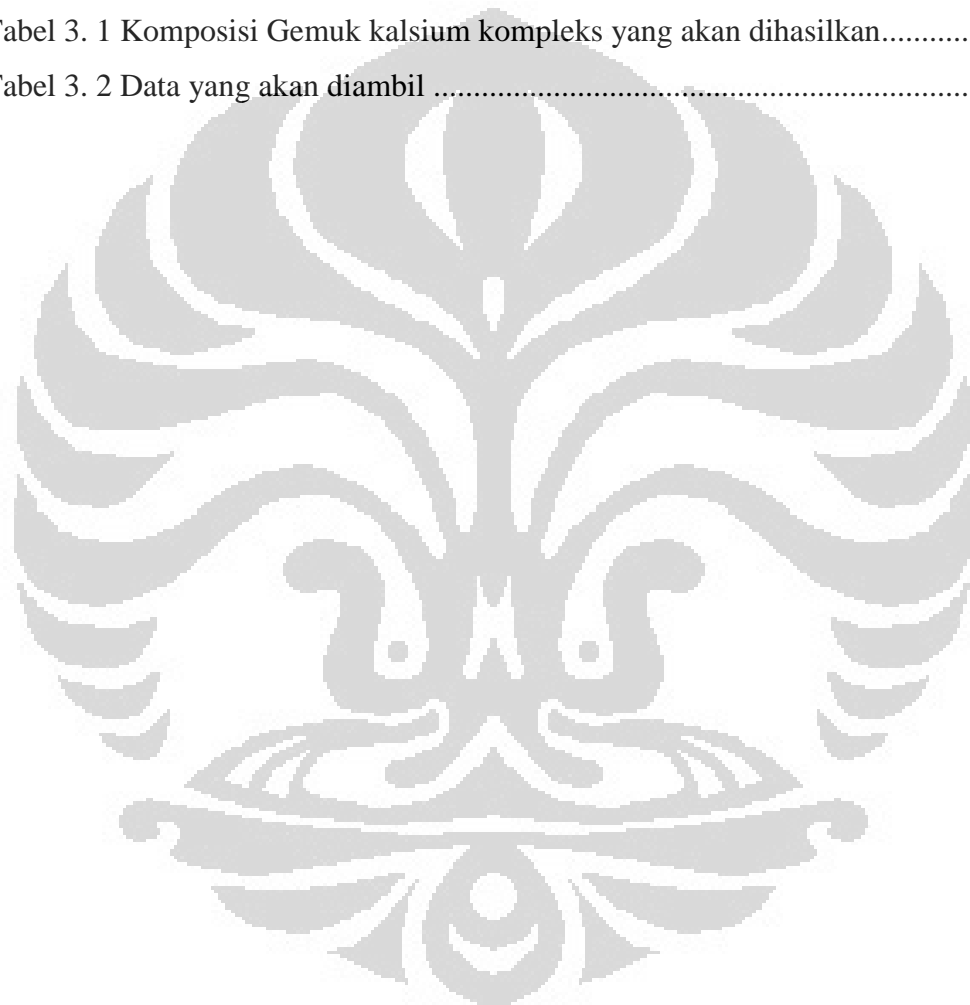 Tabel 3. 1 Komposisi Gemuk kalsium kompleks yang akan dihasilkan...........
Tabel 3. 2 Data yang akan diambil ...................................................................